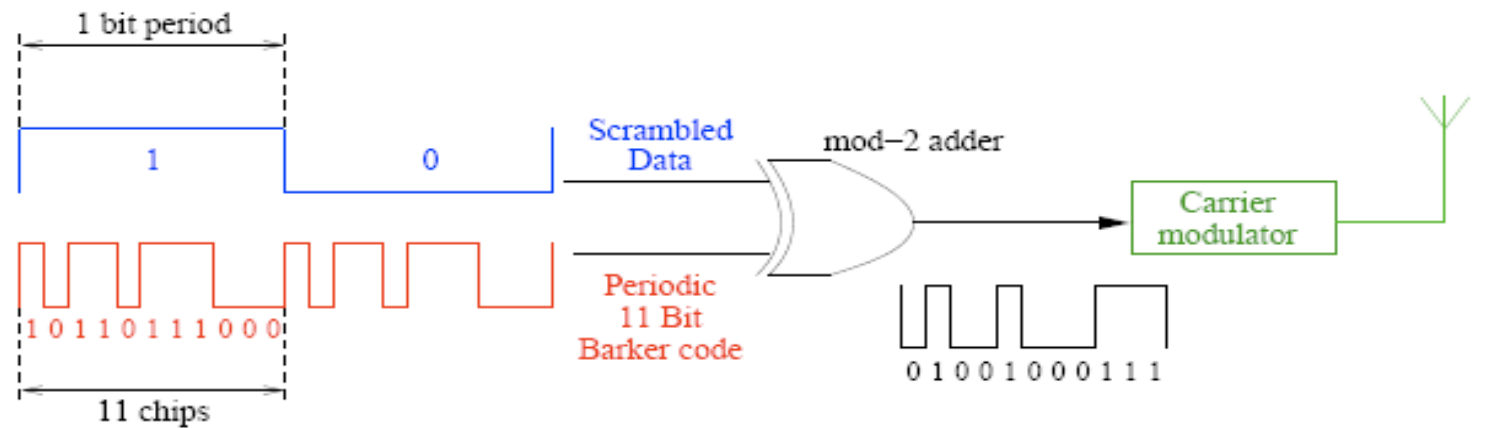 1 bit period
1
0
Scrambled
Data
mod−2 adder
Carrier
modulator
1 0 1 1 0 1 1 1 0 0 0
Periodic
11 Bit
Barker code
0 1 0 0 1 0 0 0 1 1 1
11 chips